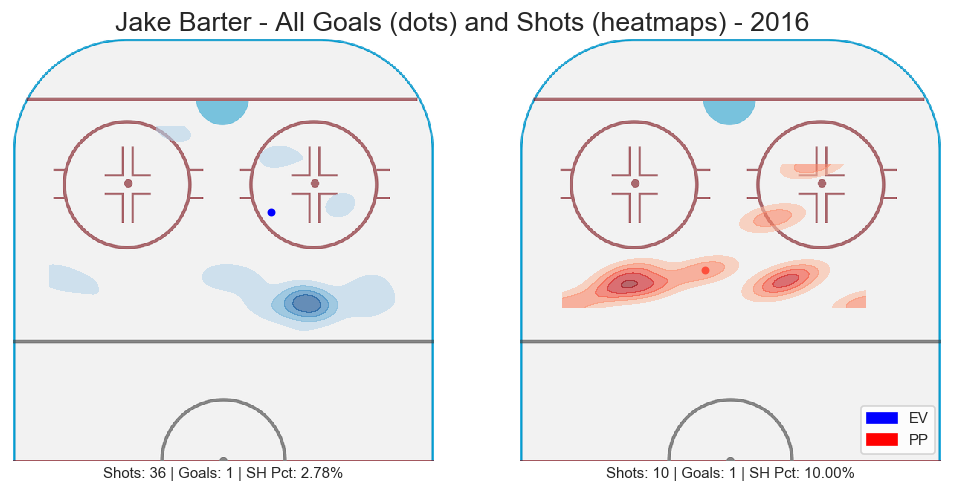 Jake Barter - All Goals (dots) and Shots (heatmaps) - 2016
EV
PP
Shots: 36 | Goals: 1 | SH Pct: 2.78%
Shots: 10 | Goals: 1 | SH Pct: 10.00%